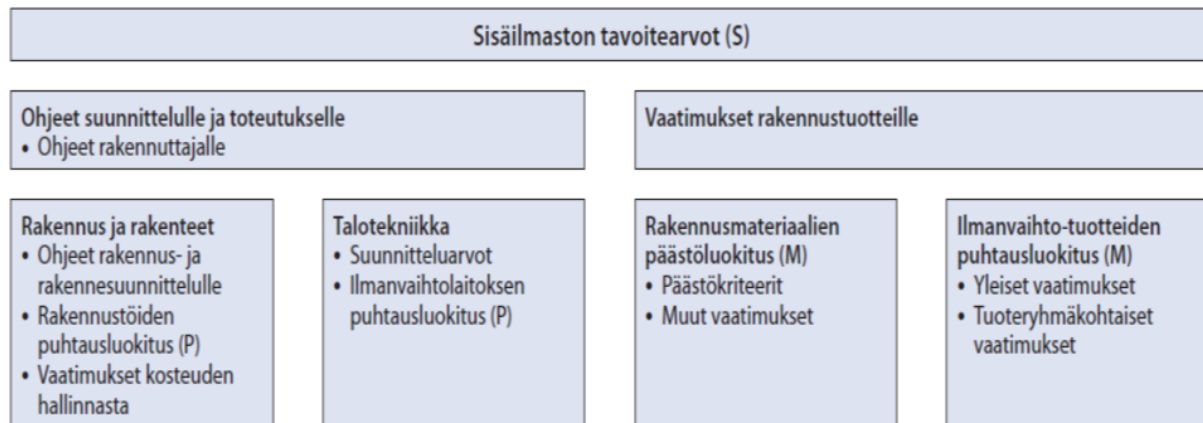 Sisäilmaston tavoitearvot (S)
Ohjeet suunnittelulle ja toteutukselle
• Ohjeet rakennuttajalle
Vaatimukset rakennustuotteille
Rakennus ja rakenteet
• Ohjeet rakennus- ja
rakennesuunnittelulle
• Rakennustöiden
puhtausluokitus (P)
• Vaatimukset kosteuden
hallinnasta
Talotekniikka
• Suunnitteluarvot
• Ilmanvaihtolaitoksen
puhtausluokitus (P)
Rakennusmateriaalien
päästöluokitus (M)
• Päästökriteerit
• Muut vaatimukset
Ilmanvaihto-tuotteiden
puhtausluokitus (M)
• Yleiset vaatimukset
• Tuoteryhmäkohtaiset
vaatimukset